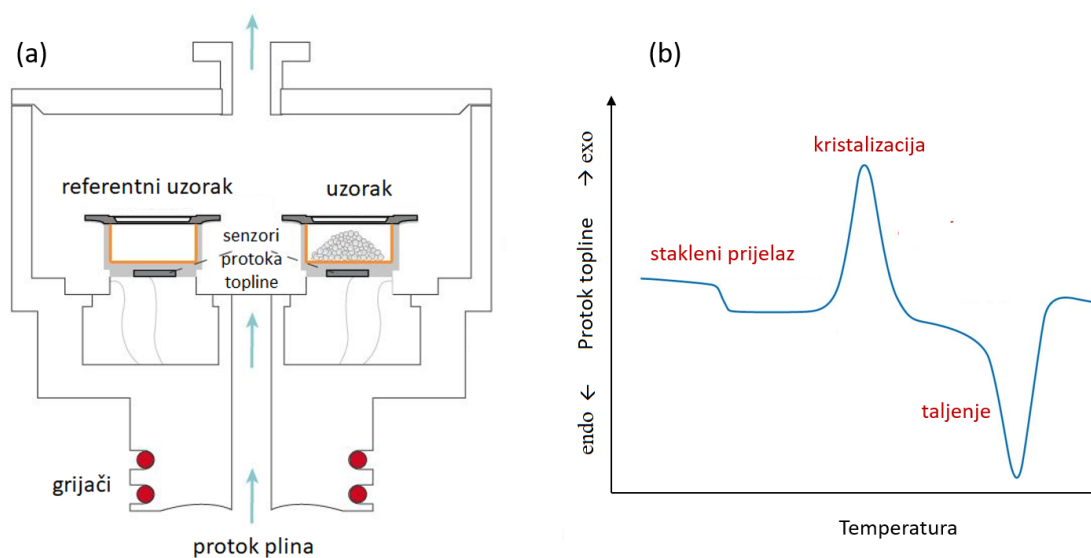 (a)
referentni uzorak
uzorak
senzori
protoka
topline
grijači
protok plina
(b)
Protok topline
endo ← → exo
kristalizacija
stakleni prijelaz
taljenje
Temperatura